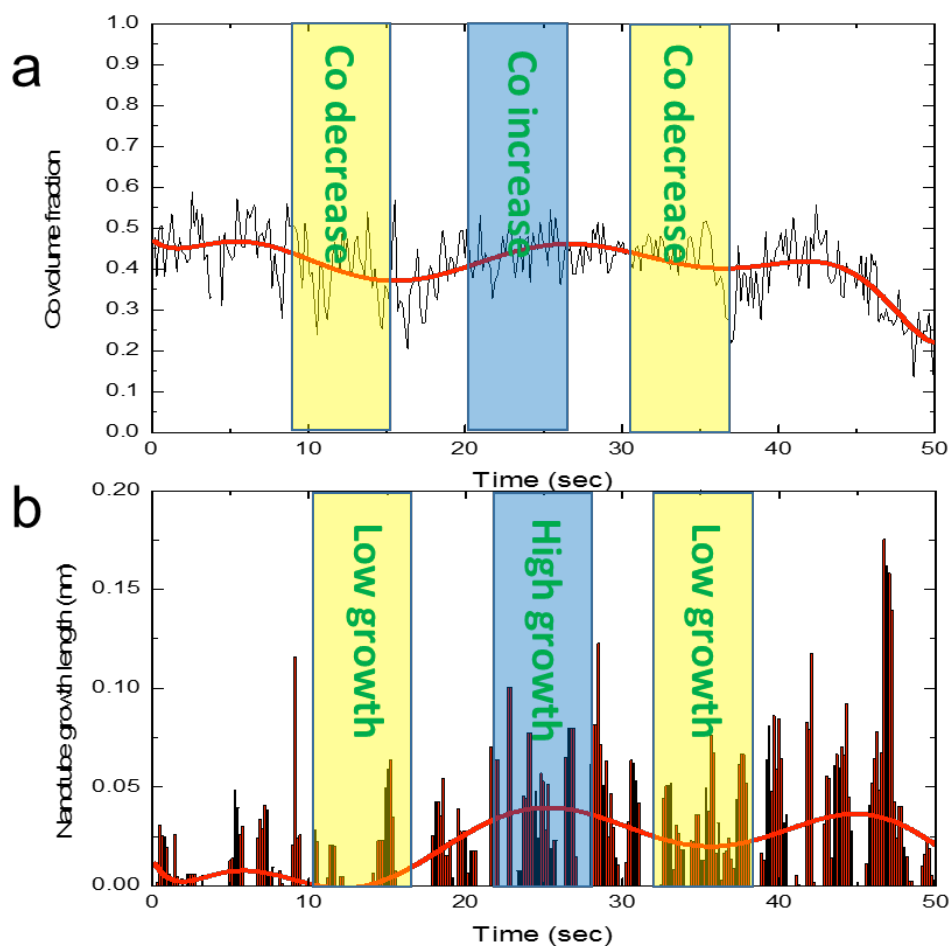 a
Co volume fraction
1.0
0.9
0.8
0.7
0.6
0.5
0.4
0.3
0.2
0.1
0.0
Co decrease
Co increase
Co decrease
0 10 20 30 40 50
Time (sec)
b
Nanotube growth length (nm)
0.20
0.15
0.10
0.05
0.00
Low growth
High growth
Low growth
0 10 20 30 40 50
Time (sec)